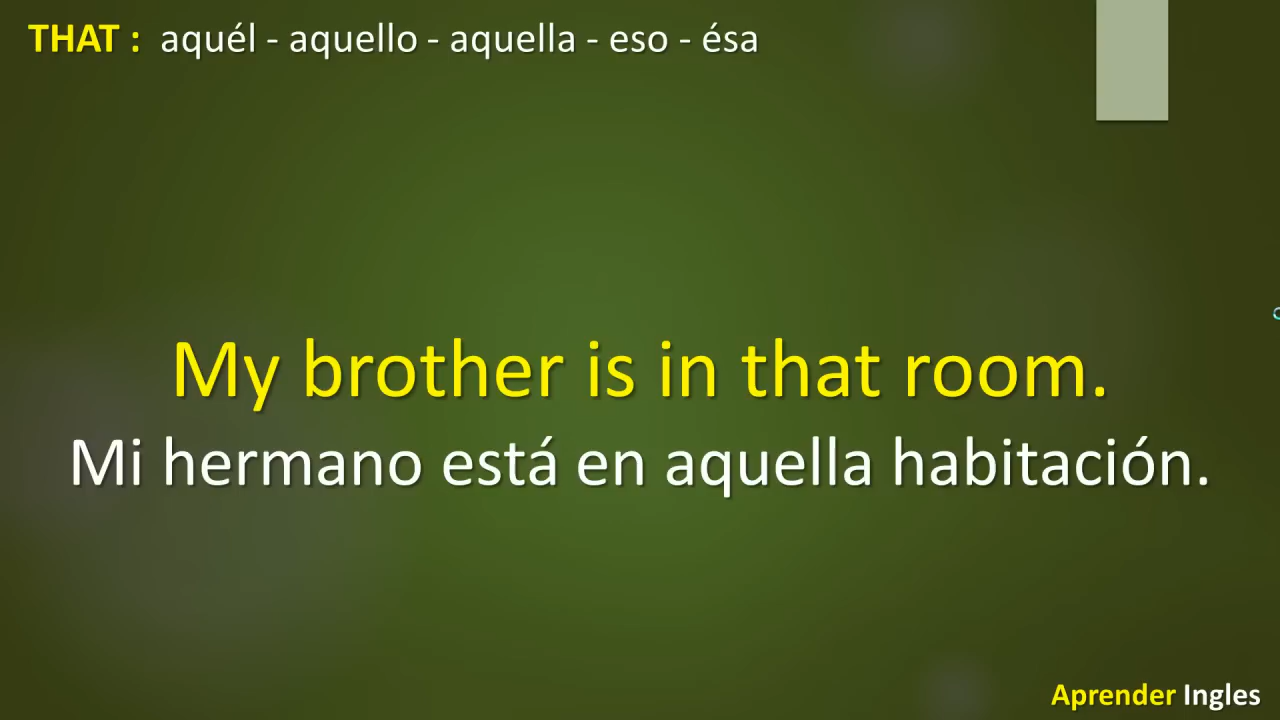 THAT : aquél - aquello - aquella - eso - ésa
My brother is in that room.
Mi hermano está en aquella habitación.
Aprender Ingles